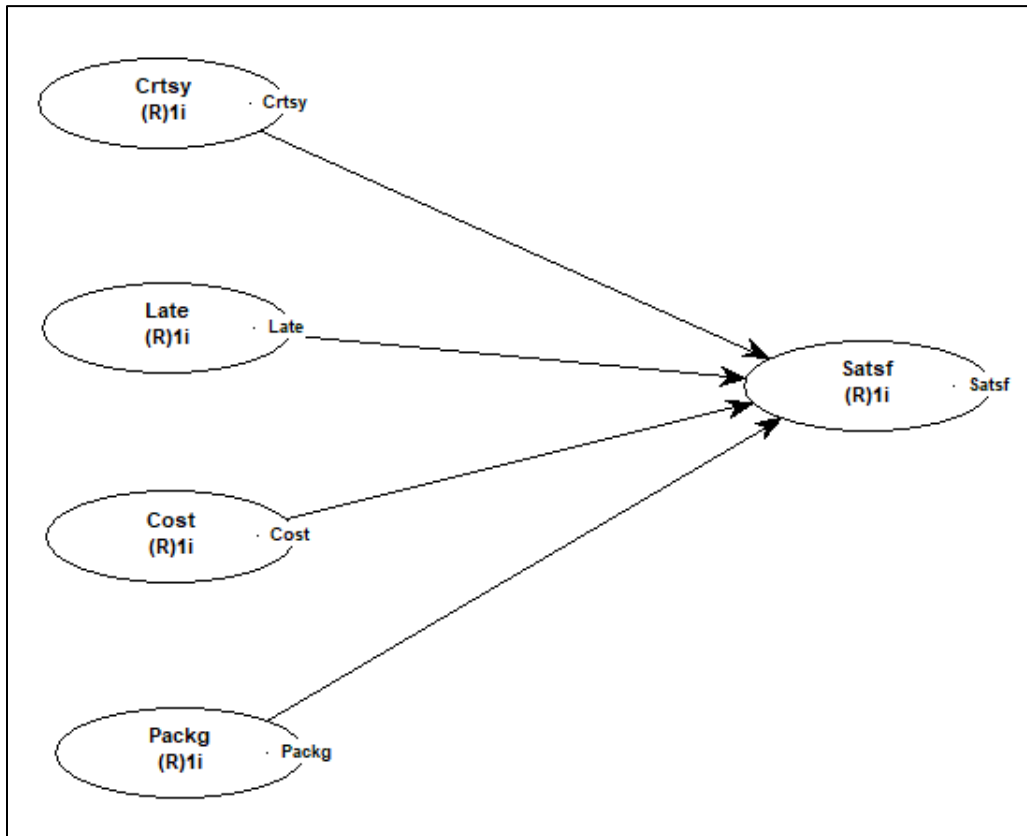 Crtsy
(R)1i
Crtsy
Late
(R)1i
Late
Satsf
(R)1i
Satsf
Cost
(R)1i
Cost
Packg
(R)1i
Packg